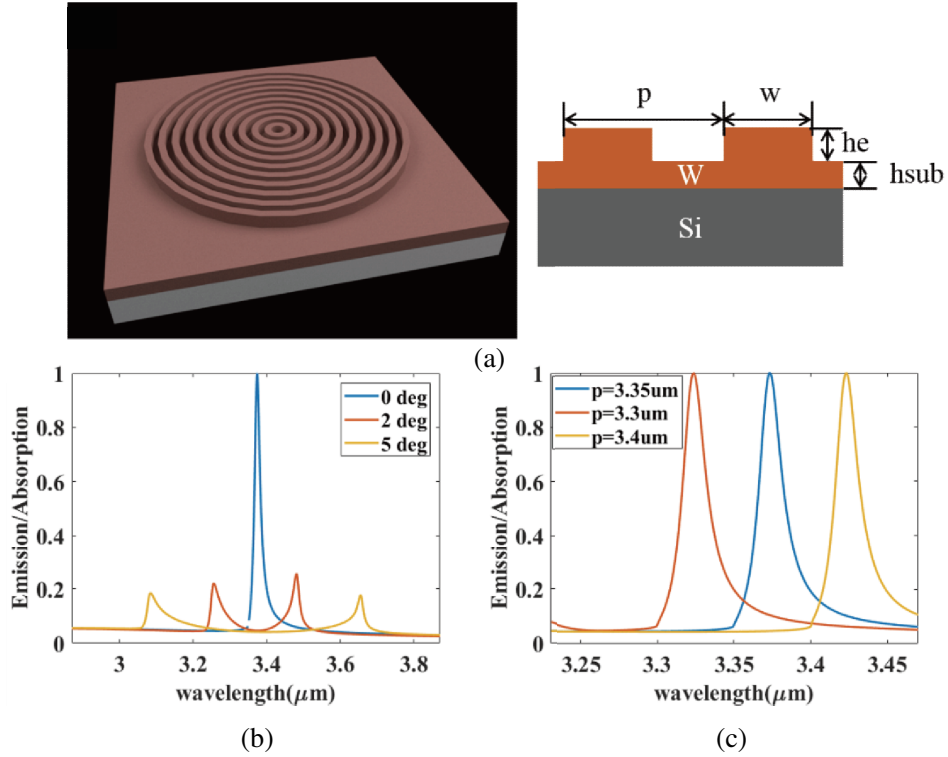 p
w
he
W
hsub
Si
(a)
1
0.8
0.6
0.4
0.2
0
Emission/Absorption
0 deg
2 deg
5 deg
3
3.2
3.4
3.6
3.8
wavelength(μm)
(b)
1
0.8
0.6
0.4
0.2
0
Emission/Absorption
p=3.35um
p=3.3um
p=3.4um
3.25
3.3
3.35
3.4
3.45
wavelength(μm)
(c)